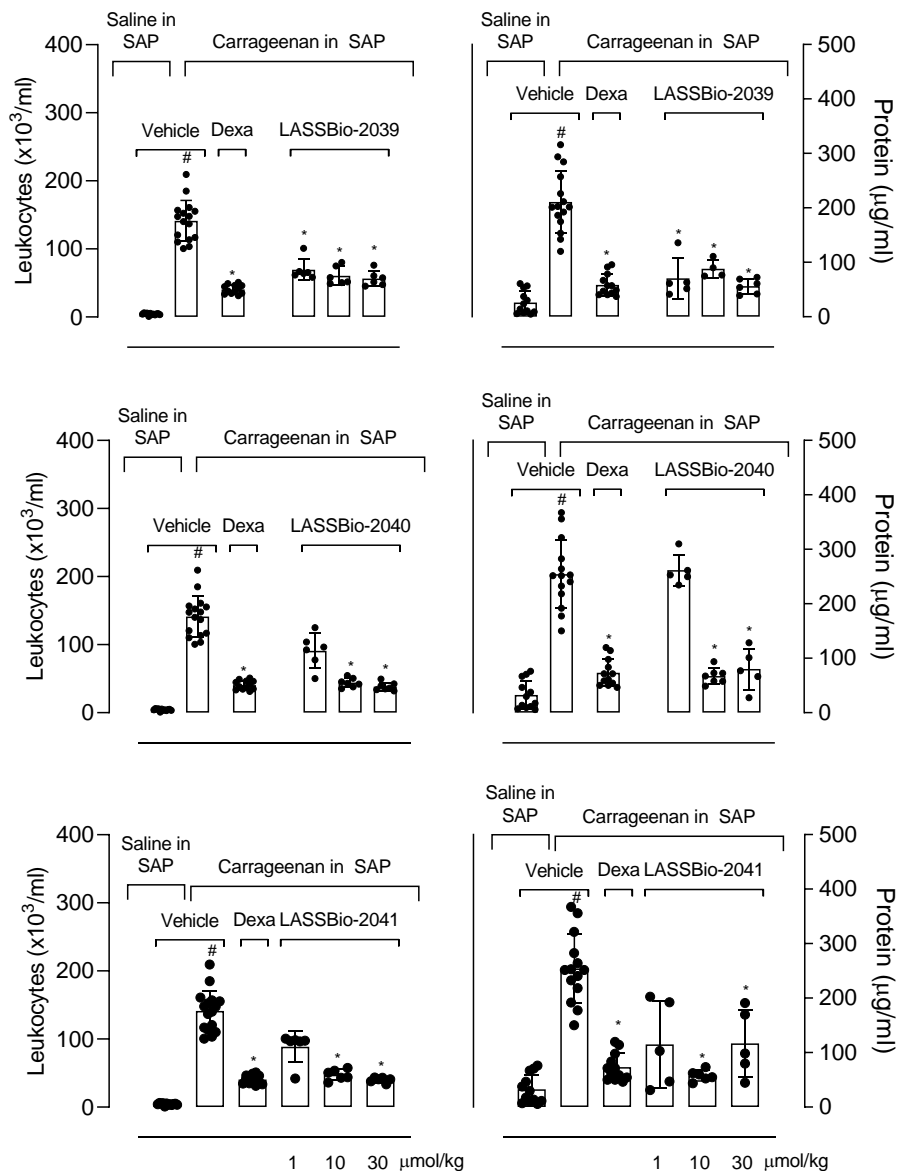 Saline in
SAP
Carrageenan in SAP
400
300
200
100
0
Leukocytes (x10³/ml)
Vehicle
Dexa
LASSBio-2039
#
*
*
*
*
Saline in
SAP
Carrageenan in SAP
Vehicle
Dexa
LASSBio-2039
#
*
*
*
*
500
400
300
200
100
0
Protein (µg/ml)
Saline in
SAP
Carrageenan in SAP
400
300
200
100
0
Leukocytes (x10³/ml)
Vehicle
Dexa
LASSBio-2040
#
*
*
*
Saline in
SAP
Carrageenan in SAP
Vehicle
Dexa
LASSBio-2040
#
*
*
*
500
400
300
200
100
0
Protein (µg/ml)
Saline in
SAP
Carrageenan in SAP
400
300
200
100
0
Leukocytes (x10³/ml)
Vehicle
Dexa LASSBio-2041
#
*
*
*
Saline in
SAP
Carrageenan in SAP
Vehicle
Dexa LASSBio-2041
#
*
*
*
500
400
300
200
100
0
Protein (µg/ml)
1 10 30 µmol/kg
1 10 30 µmol/kg